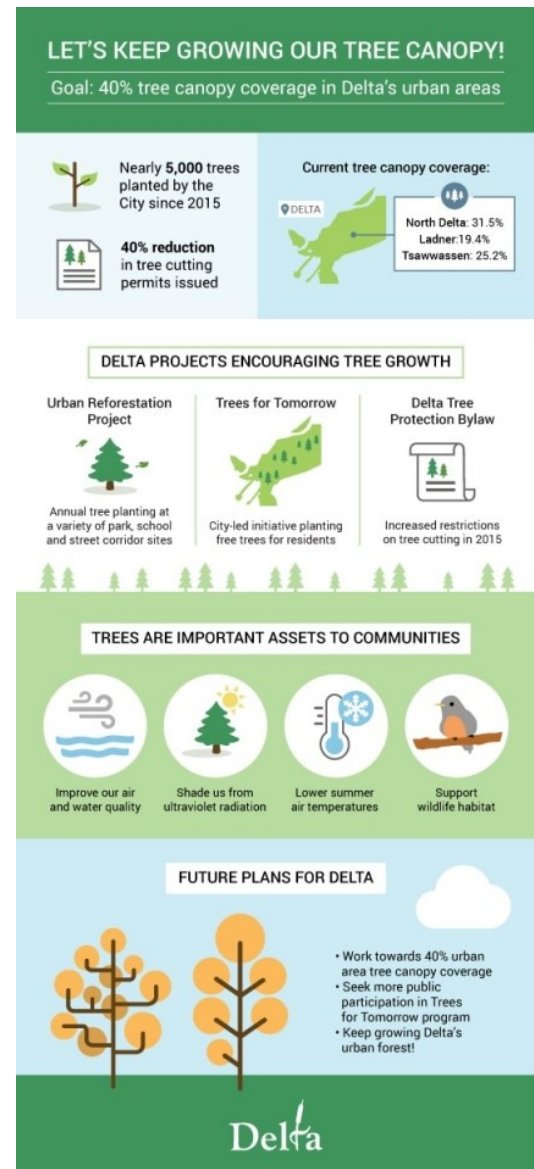 LET'S KEEP GROWING OUR TREE CANOPY!
Goal: 40% tree canopy coverage in Delta's urban areas
Nearly 5,000 trees
planted by the
City since 2015
40% reduction
in tree cutting
permits issued
Current tree canopy coverage:
DELTA
North Delta: 31.5%
Ladner:19.4%
Tsawwassen: 25.2%
DELTA PROJECTS ENCOURAGING TREE GROWTH
Urban Reforestation
Project
Annual tree planting at
a variety of park, school
and street corridor sites
Trees for Tomorrow
City-led initiative planting
free trees for residents
Delta Tree
Protection Bylaw
Increased restrictions
on tree cutting in 2015
TREES ARE IMPORTANT ASSETS TO COMMUNITIES
Improve our air
and water quality
Shade us from
ultraviolet radiation
Lower summer
air temperatures
Support
wildlife habitat
FUTURE PLANS FOR DELTA
• Work towards 40% urban
area tree canopy coverage
• Seek more public
participation in Trees
for Tomorrow program
• Keep growing Delta's
urban forest!
Delta